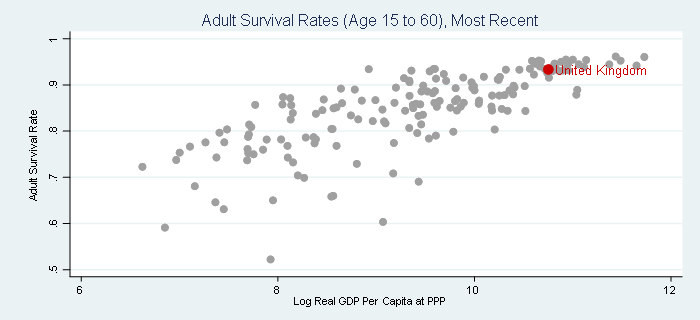 Adult Survival Rates (Age 15 to 60), Most Recent
1
.9
.8
.7
.6
.5
Adult Survival Rate
United Kingdom
6
8
10
12
Log Real GDP Per Capita at PPP